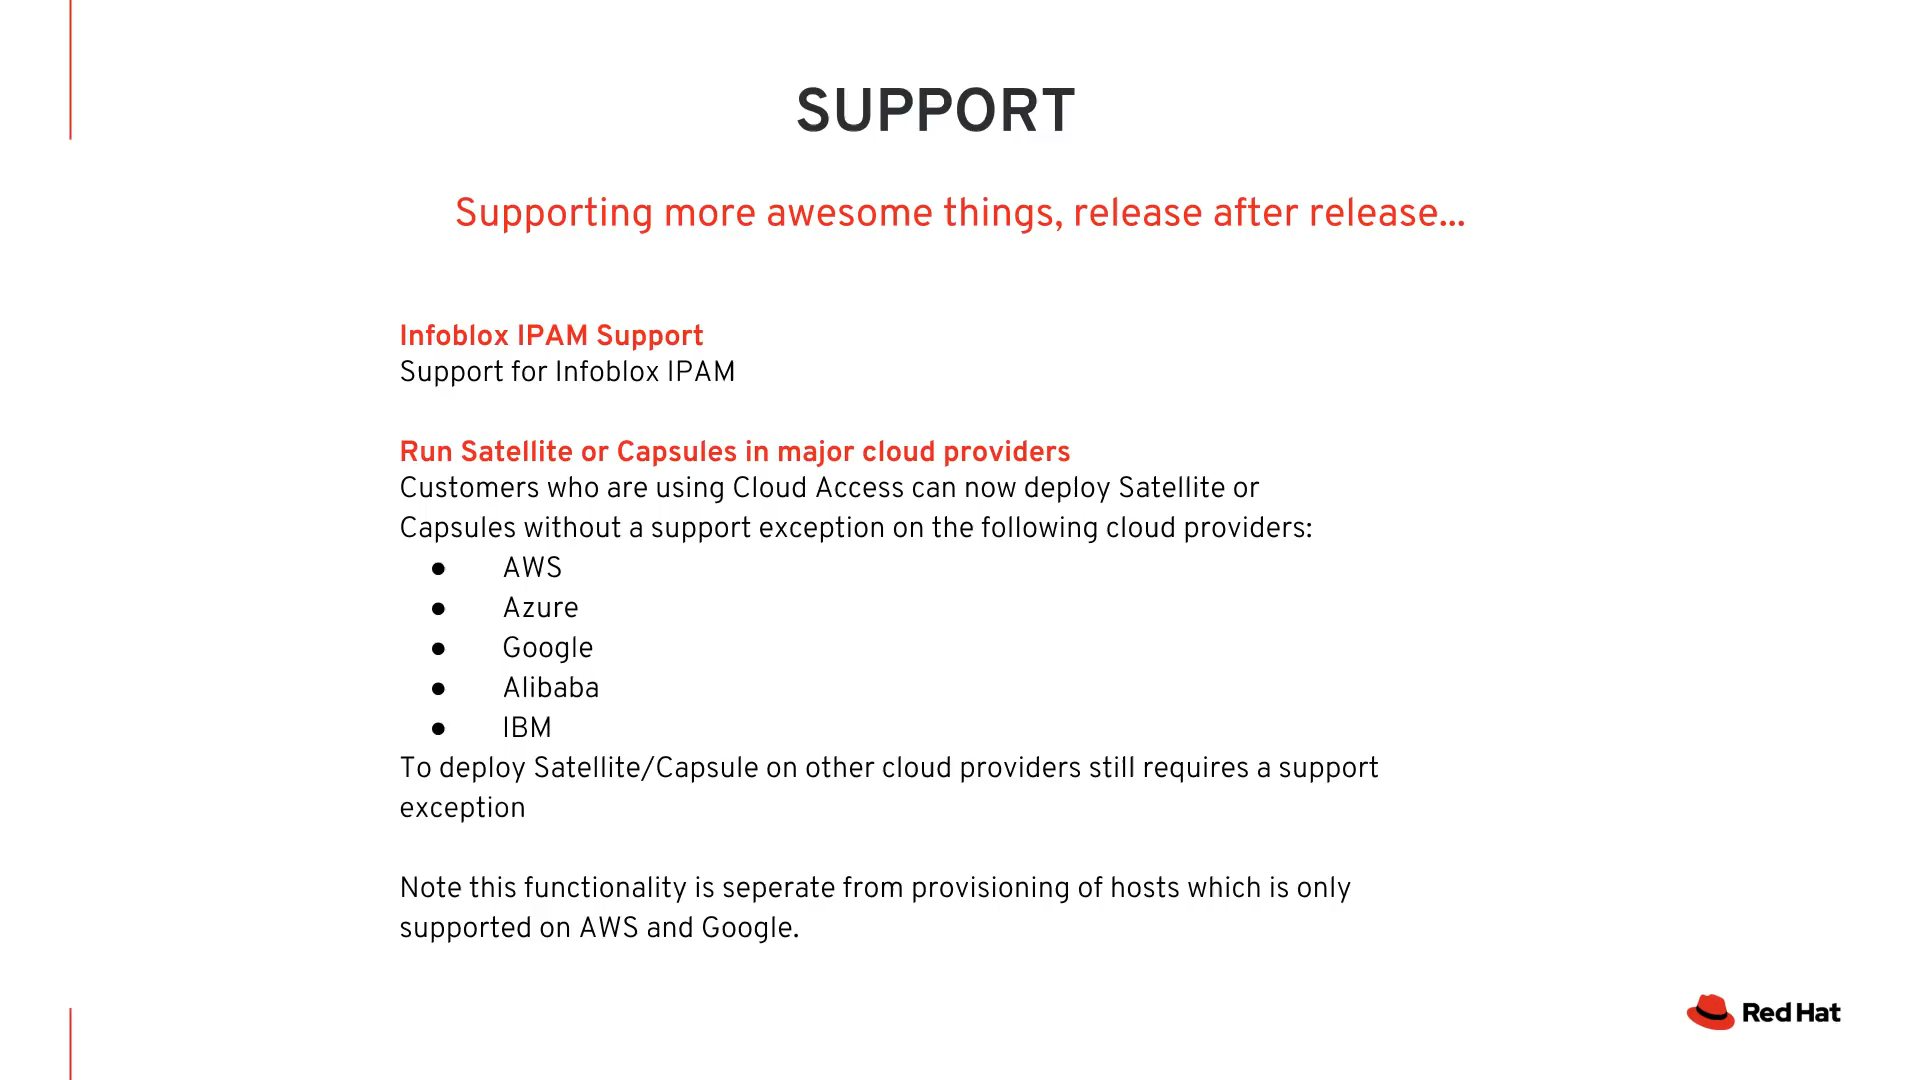 SUPPORT
Supporting more awesome things, release after release...
Infoblox IPAM Support
Support for Infoblox IPAM
Run Satellite or Capsules in major cloud providers
Customers who are using Cloud Access can now deploy Satellite or
Capsules without a support exception on the following cloud providers:
● AWS
● Azure
● Google
● Alibaba
● IBM
To deploy Satellite/Capsule on other cloud providers still requires a support
exception
Note this functionality is seperate from provisioning of hosts which is only
supported on AWS and Google.
Red Hat